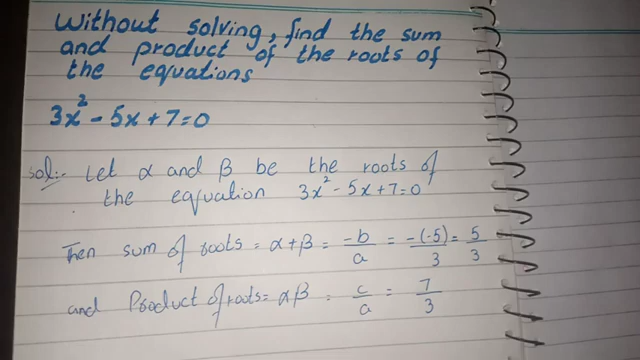 Without solving, find the sum
and product of the roots of
the equations
3x² - 5x + 7 = 0
Sol:- Let α and β be the roots of
the equation 3x² - 5x + 7 = 0
Then sum of roots = α + β = -b/a = -(-5)/3 = 5/3
and Product of roots = αβ = c/a = 7/3